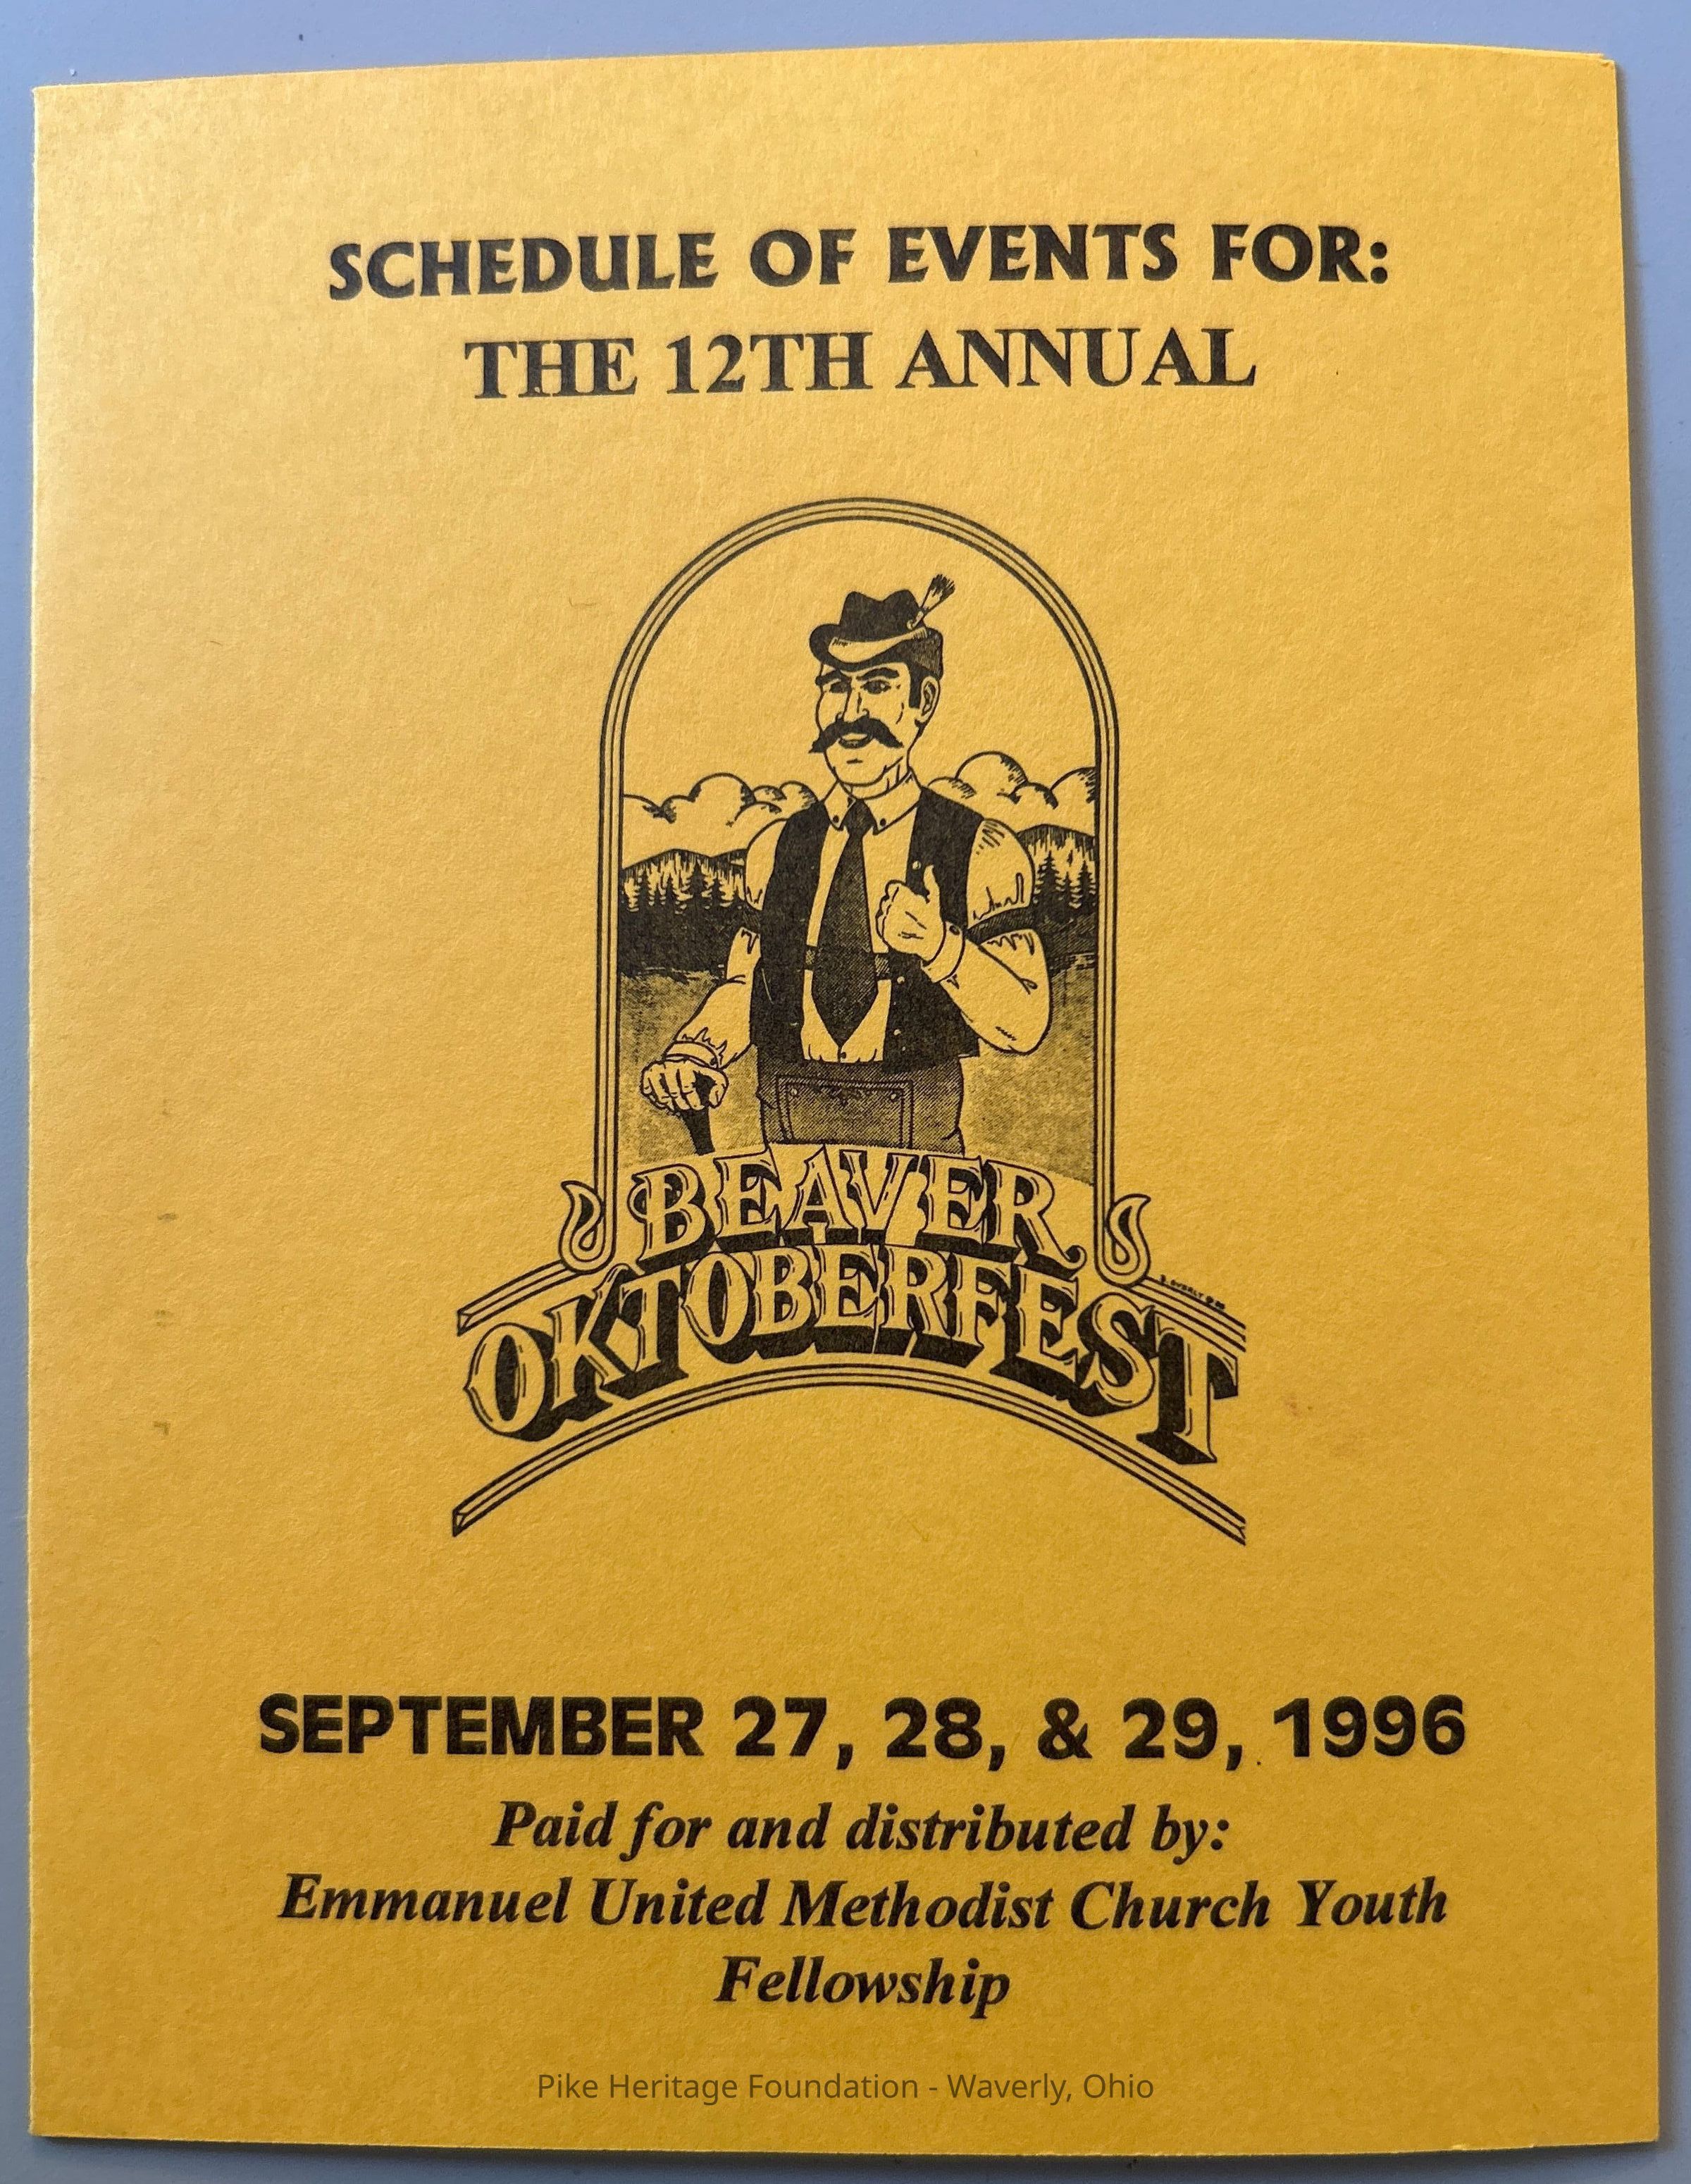 SCHEDULE OF EVENTS FOR:
THE 12TH ANNUAL
BEAVER
OKTOBERFEST
SEPTEMBER 27, 28, & 29, 1996
Paid for and distributed by:
Emmanuel United Methodist Church Youth
Fellowship
Pike Heritage Foundation - Waverly, Ohio